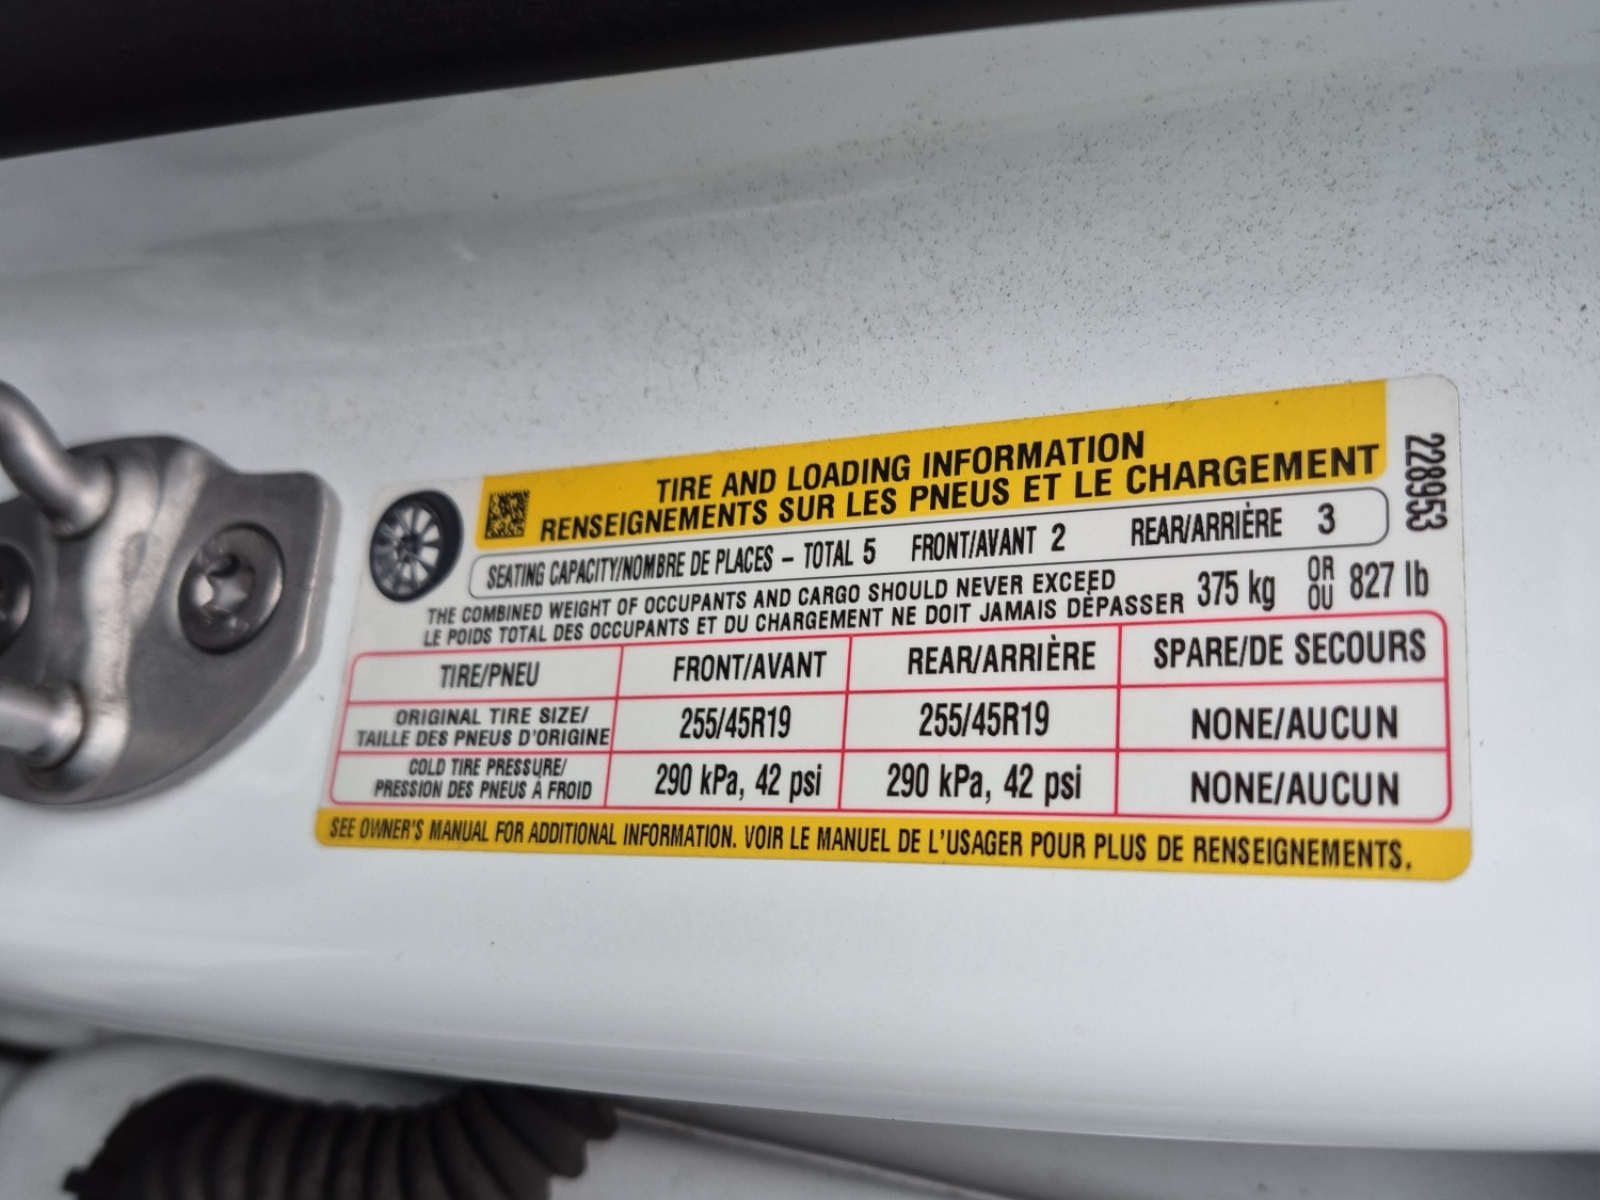 TIRE AND LOADING INFORMATION
RENSEIGNEMENTS SUR LES PNEUS ET LE CHARGEMENT
228953
SEATING CAPACITY/NOMBRE DE PLACES – TOTAL 5 FRONT/AVANT 2 REAR/ARRIÈRE 3
THE COMBINED WEIGHT OF OCCUPANTS AND CARGO SHOULD NEVER EXCEED
LE POIDS TOTAL DES OCCUPANTS ET DU CHARGEMENT NE DOIT JAMAIS DÉPASSER
375 kg OR OU 827 lb
TIRE/PNEU FRONT/AVANT REAR/ARRIÈRE SPARE/DE SECOURS
ORIGINAL TIRE SIZE/
TAILLE DES PNEUS D'ORIGINE
255/45R19 255/45R19 NONE/AUCUN
COLD TIRE PRESSURE/
PRESSION DES PNEUS À FROID
290 kPa, 42 psi 290 kPa, 42 psi NONE/AUCUN
SEE OWNER'S MANUAL FOR ADDITIONAL INFORMATION. VOIR LE MANUEL DE L'USAGER POUR PLUS DE RENSEIGNEMENTS.